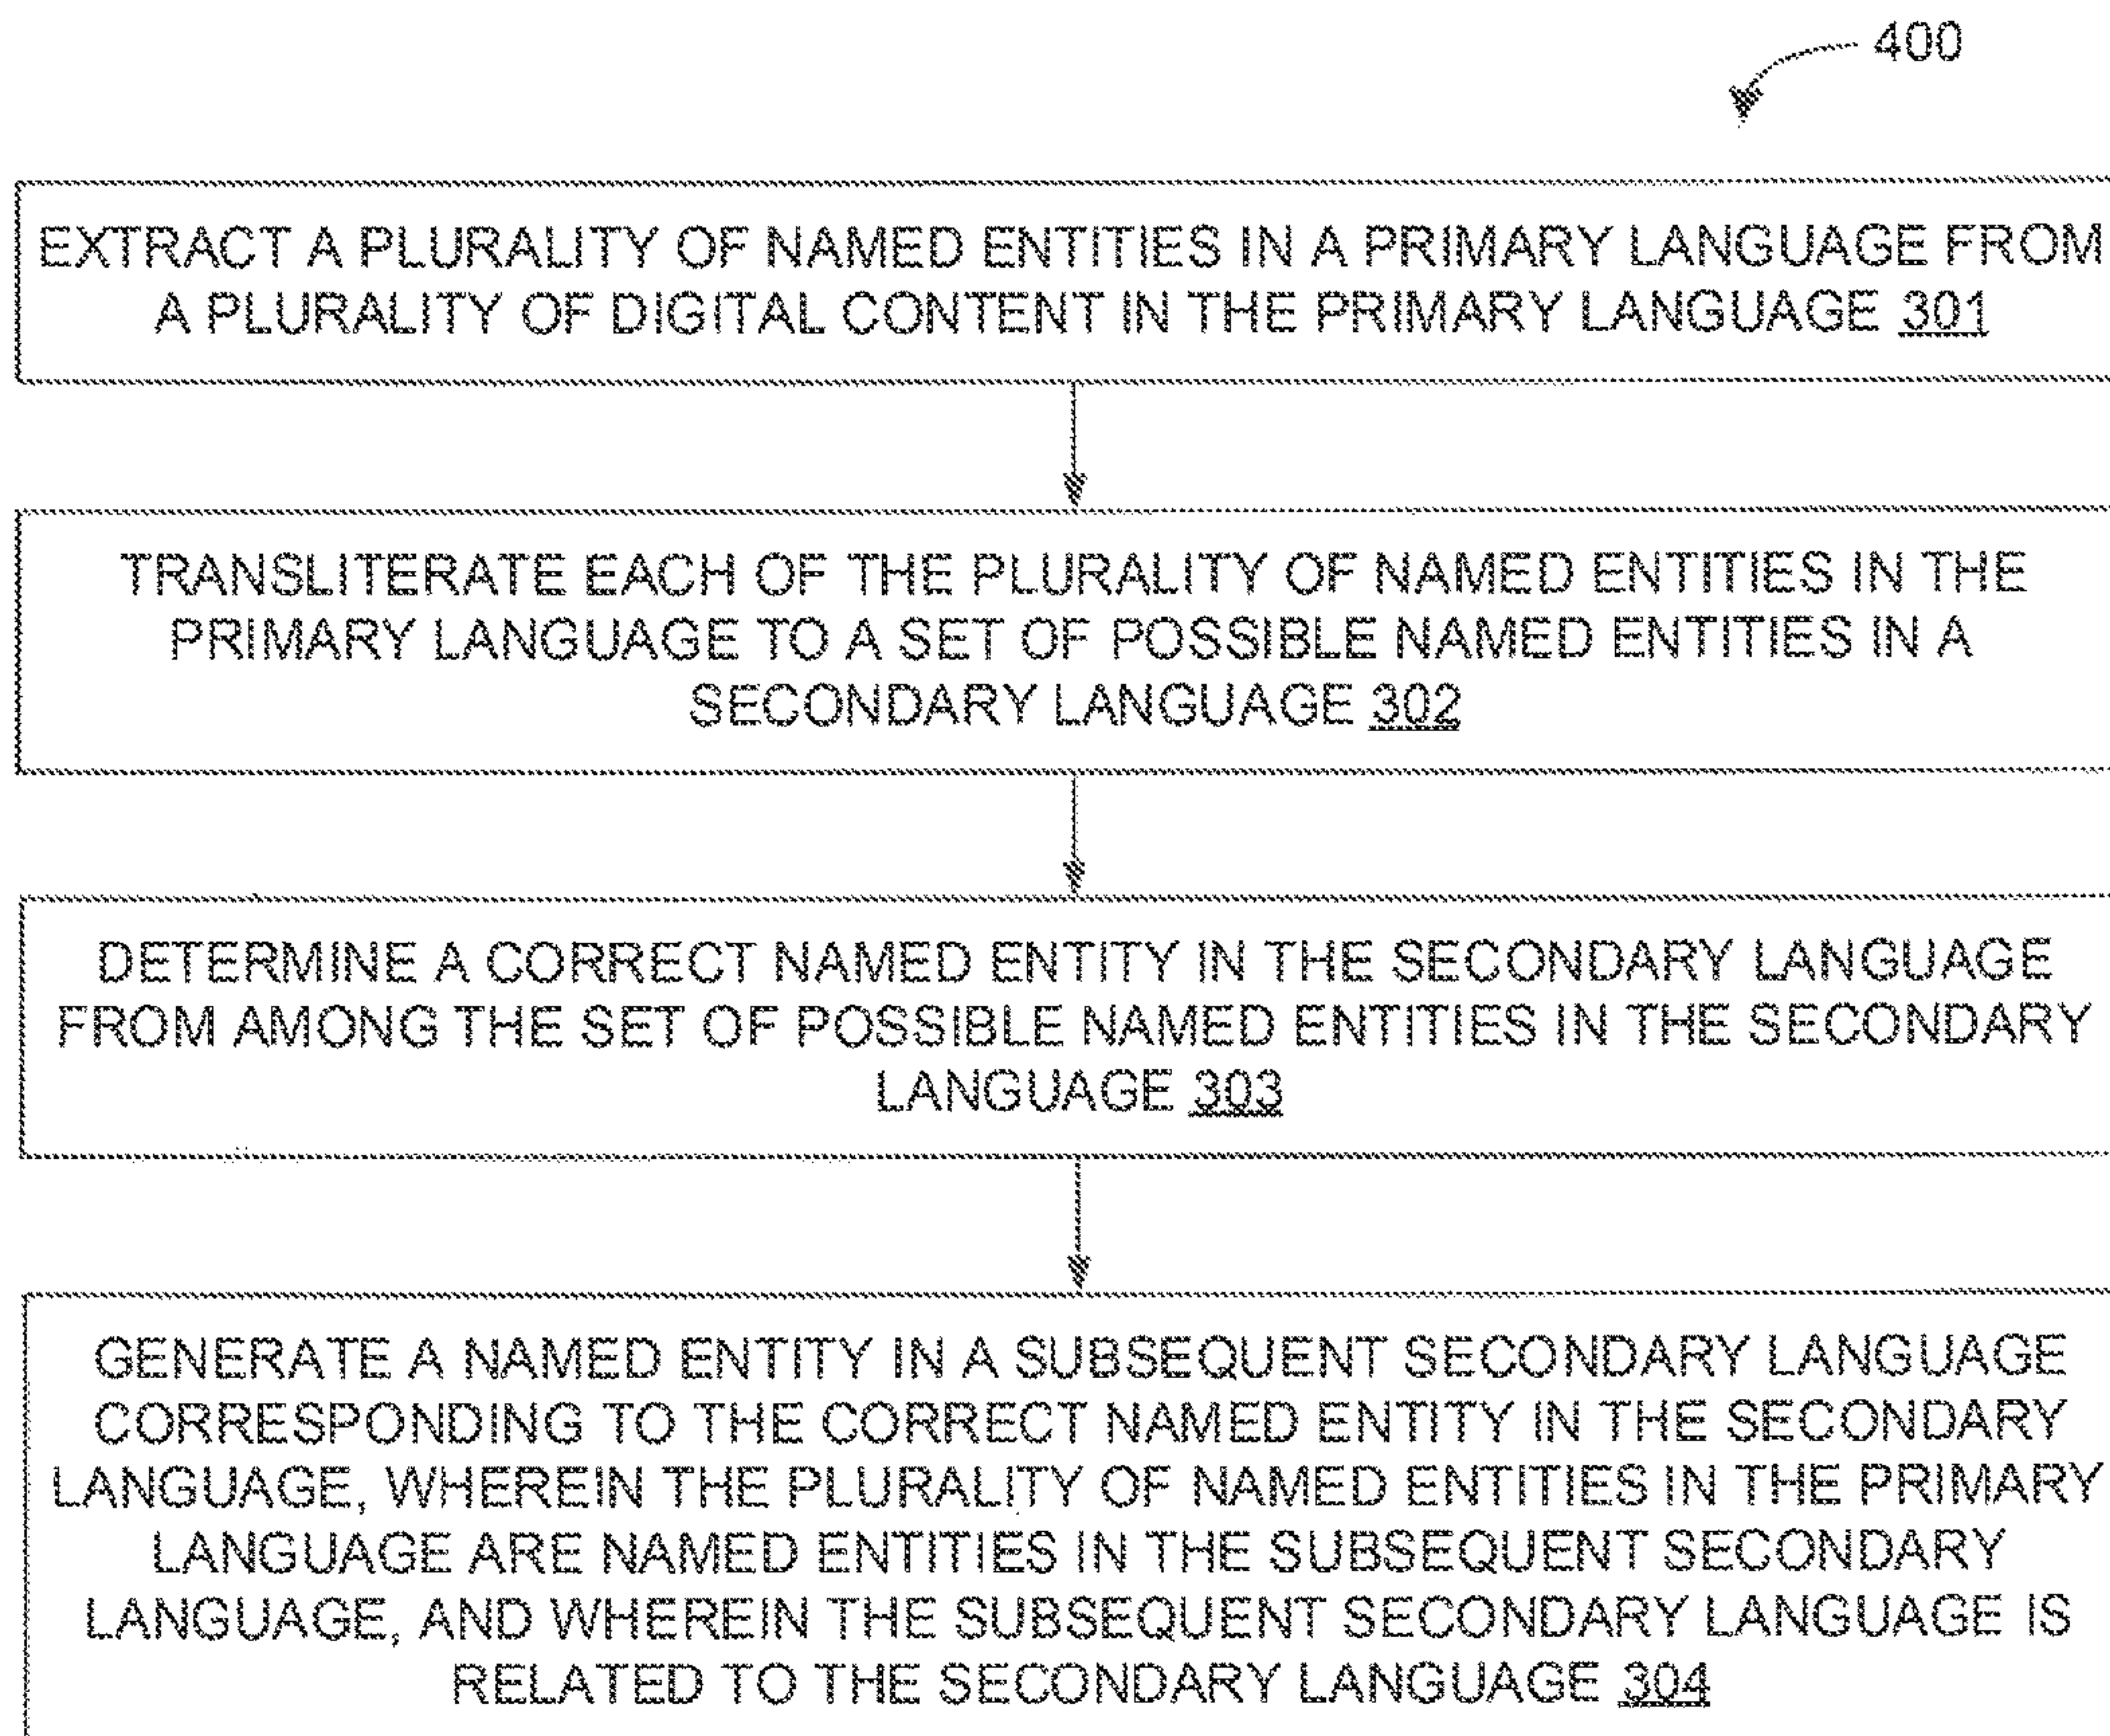 400
EXTRACT A PLURALITY OF NAMED ENTITIES IN A PRIMARY LANGUAGE FROM
A PLURALITY OF DIGITAL CONTENT IN THE PRIMARY LANGUAGE 301
TRANSLITERATE EACH OF THE PLURALITY OF NAMED ENTITIES IN THE
PRIMARY LANGUAGE TO A SET OF POSSIBLE NAMED ENTITIES IN A
SECONDARY LANGUAGE 302
DETERMINE A CORRECT NAMED ENTITY IN THE SECONDARY LANGUAGE
FROM AMONG THE SET OF POSSIBLE NAMED ENTITIES IN THE SECONDARY
LANGUAGE 303
GENERATE A NAMED ENTITY IN A SUBSEQUENT SECONDARY LANGUAGE
CORRESPONDING TO THE CORRECT NAMED ENTITY IN THE SECONDARY
LANGUAGE, WHEREIN THE PLURALITY OF NAMED ENTITIES IN THE PRIMARY
LANGUAGE ARE NAMED ENTITIES IN THE SUBSEQUENT SECONDARY
LANGUAGE, AND WHEREIN THE SUBSEQUENT SECONDARY LANGUAGE IS
RELATED TO THE SECONDARY LANGUAGE 304